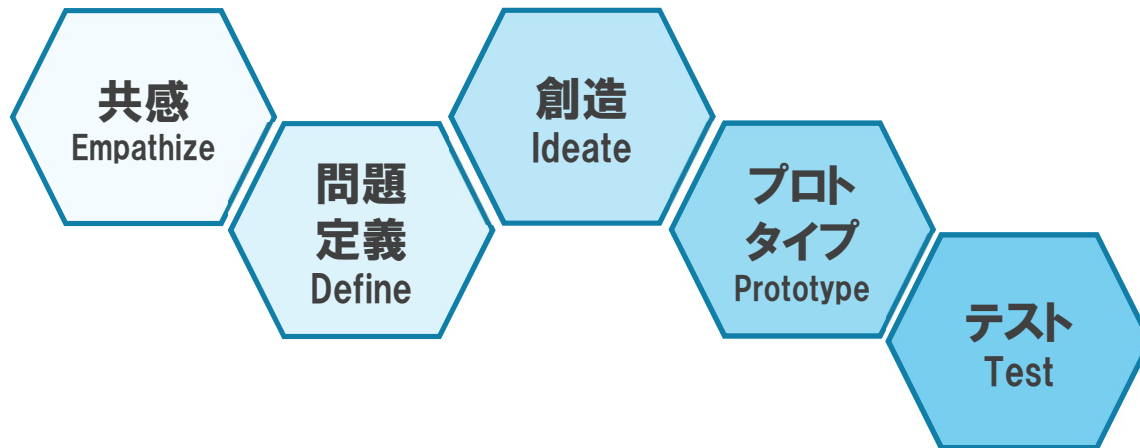 共感
Empathize
問題
定義
Define
創造
Ideate
プロト
タイプ
Prototype
テスト
Test